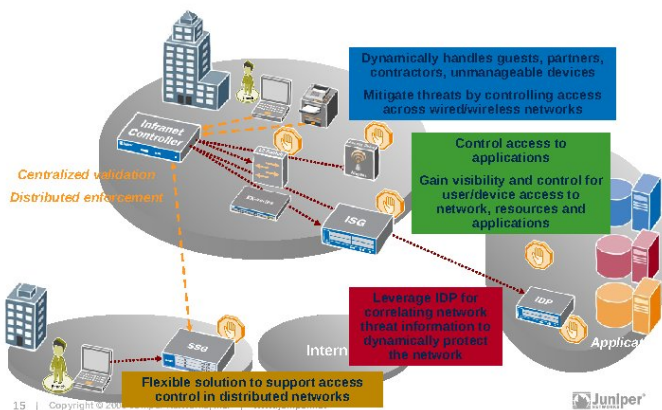 Dynamically handles guests, partners,
contractors, unmanageable devices
Mitigate threats by controlling access
across wired/wireless networks
Infranet
Controller
Control access to
applications
Gain visibility and control for
user/device access to
network, resources and
applications
Centralized validation
Distributed enforcement
ISG
Leverage IDP for
correlating network
threat information to
dynamically protect
the network
IDP
SSG
Intern
Applica
Flexible solution to support access
control in distributed networks
15 | Copyright ©
Juniper